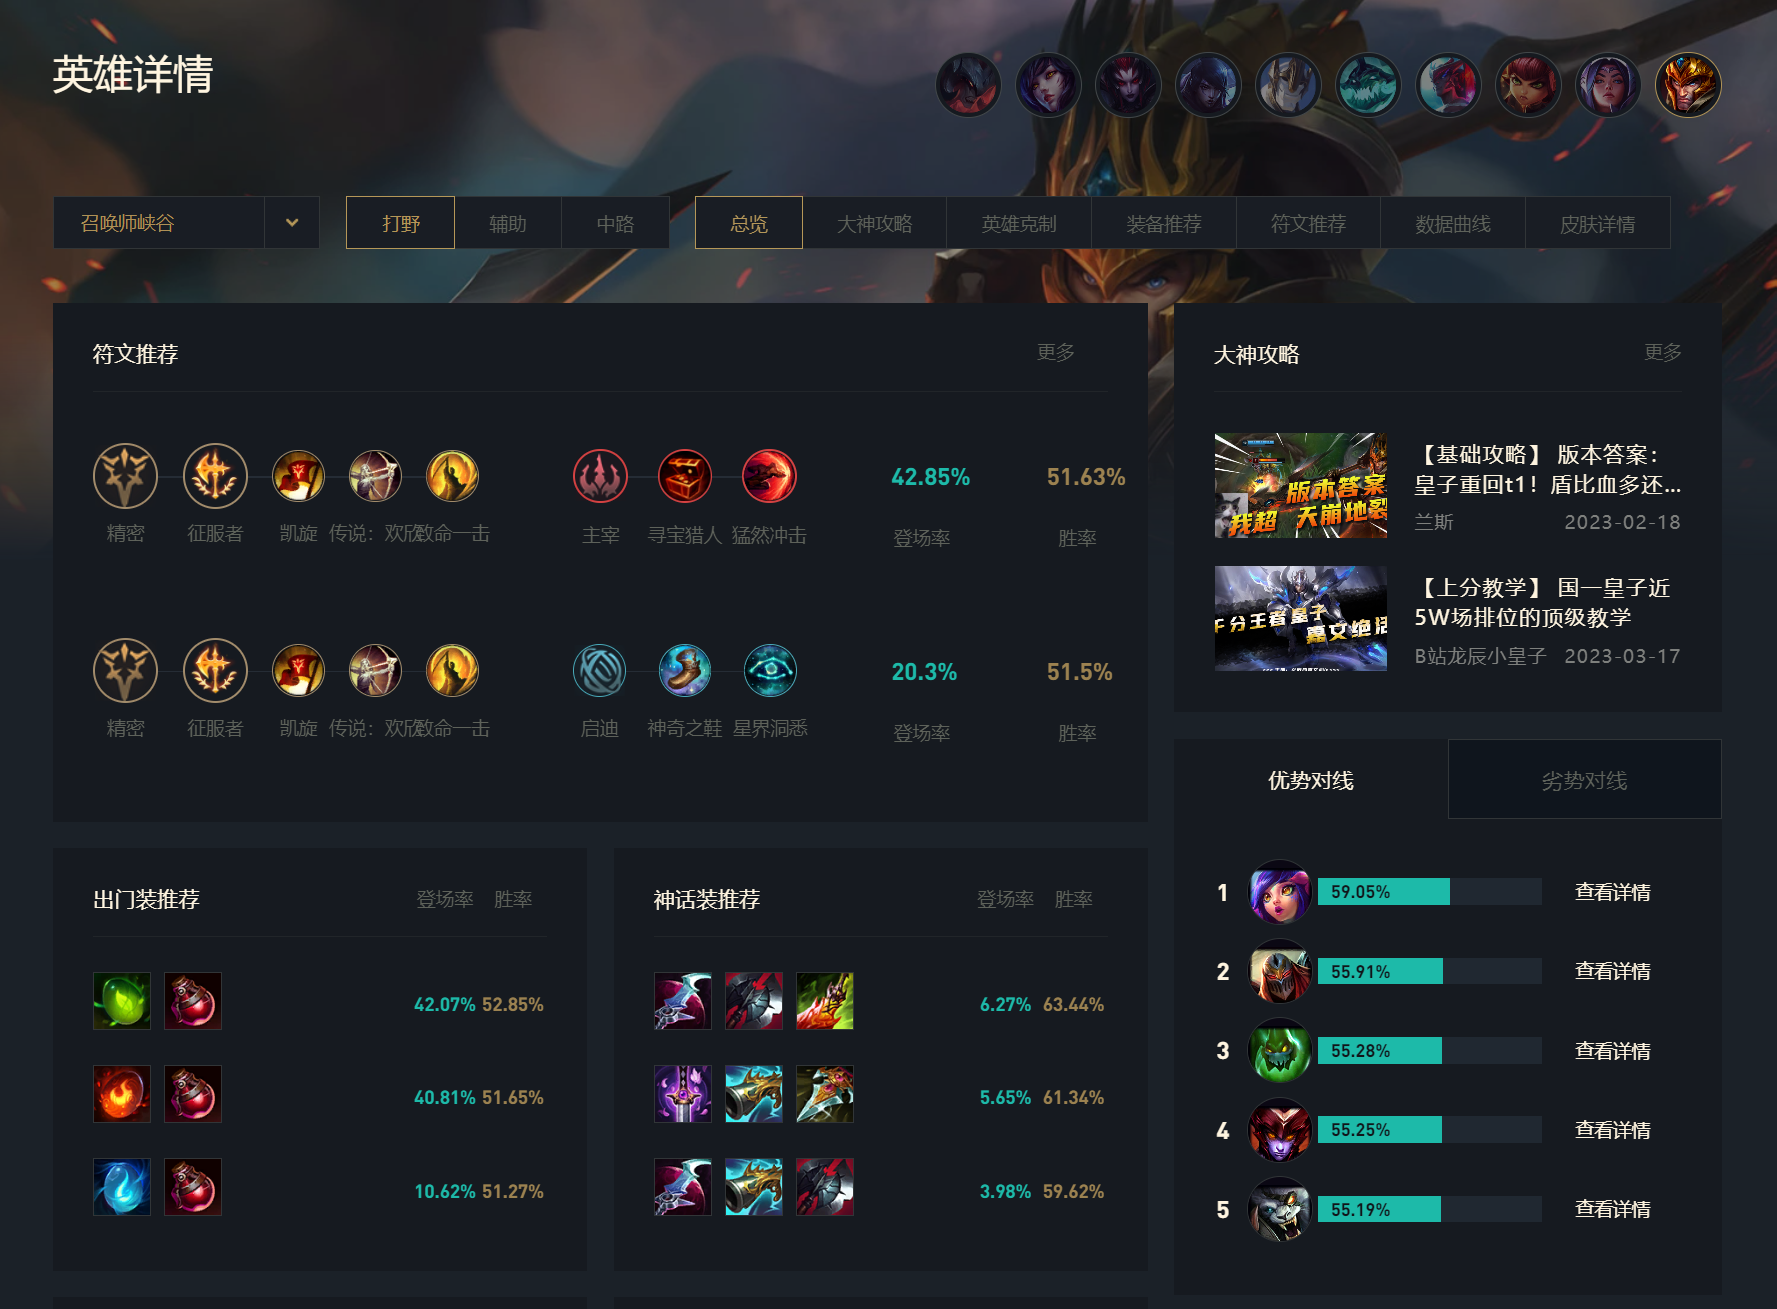 英雄详情
召唤师峡谷
打野 辅助 中路
总览 大神攻略 英雄克制 装备推荐 符文推荐 数据曲线 皮肤详情
符文推荐 更多
精密 征服者 凯旋 传说：欢欣 致命一击 主宰 寻宝猎人 猛然冲击
42.85% 51.63%
登场率 胜率
精密 征服者 凯旋 传说：欢欣 致命一击 启迪 神奇之鞋 星界洞悉
20.3% 51.5%
登场率 胜率
大神攻略 更多
版本答案
我超 天崩地裂
【基础攻略】 版本答案：
皇子重回t1！盾比血多还...
兰斯 2023-02-18
千分王者皇子
嘉文绝活
【上分教学】 国一皇子近
5W场排位的顶级教学
B站龙辰小皇子 2023-03-17
优势对线 劣势对线
1 59.05% 查看详情
2 55.91% 查看详情
3 55.28% 查看详情
4 55.25% 查看详情
5 55.19% 查看详情
出门装推荐 登场率 胜率
42.07% 52.85%
40.81% 51.65%
10.62% 51.27%
神话装推荐 登场率 胜率
6.27% 63.44%
5.65% 61.34%
3.98% 59.62%